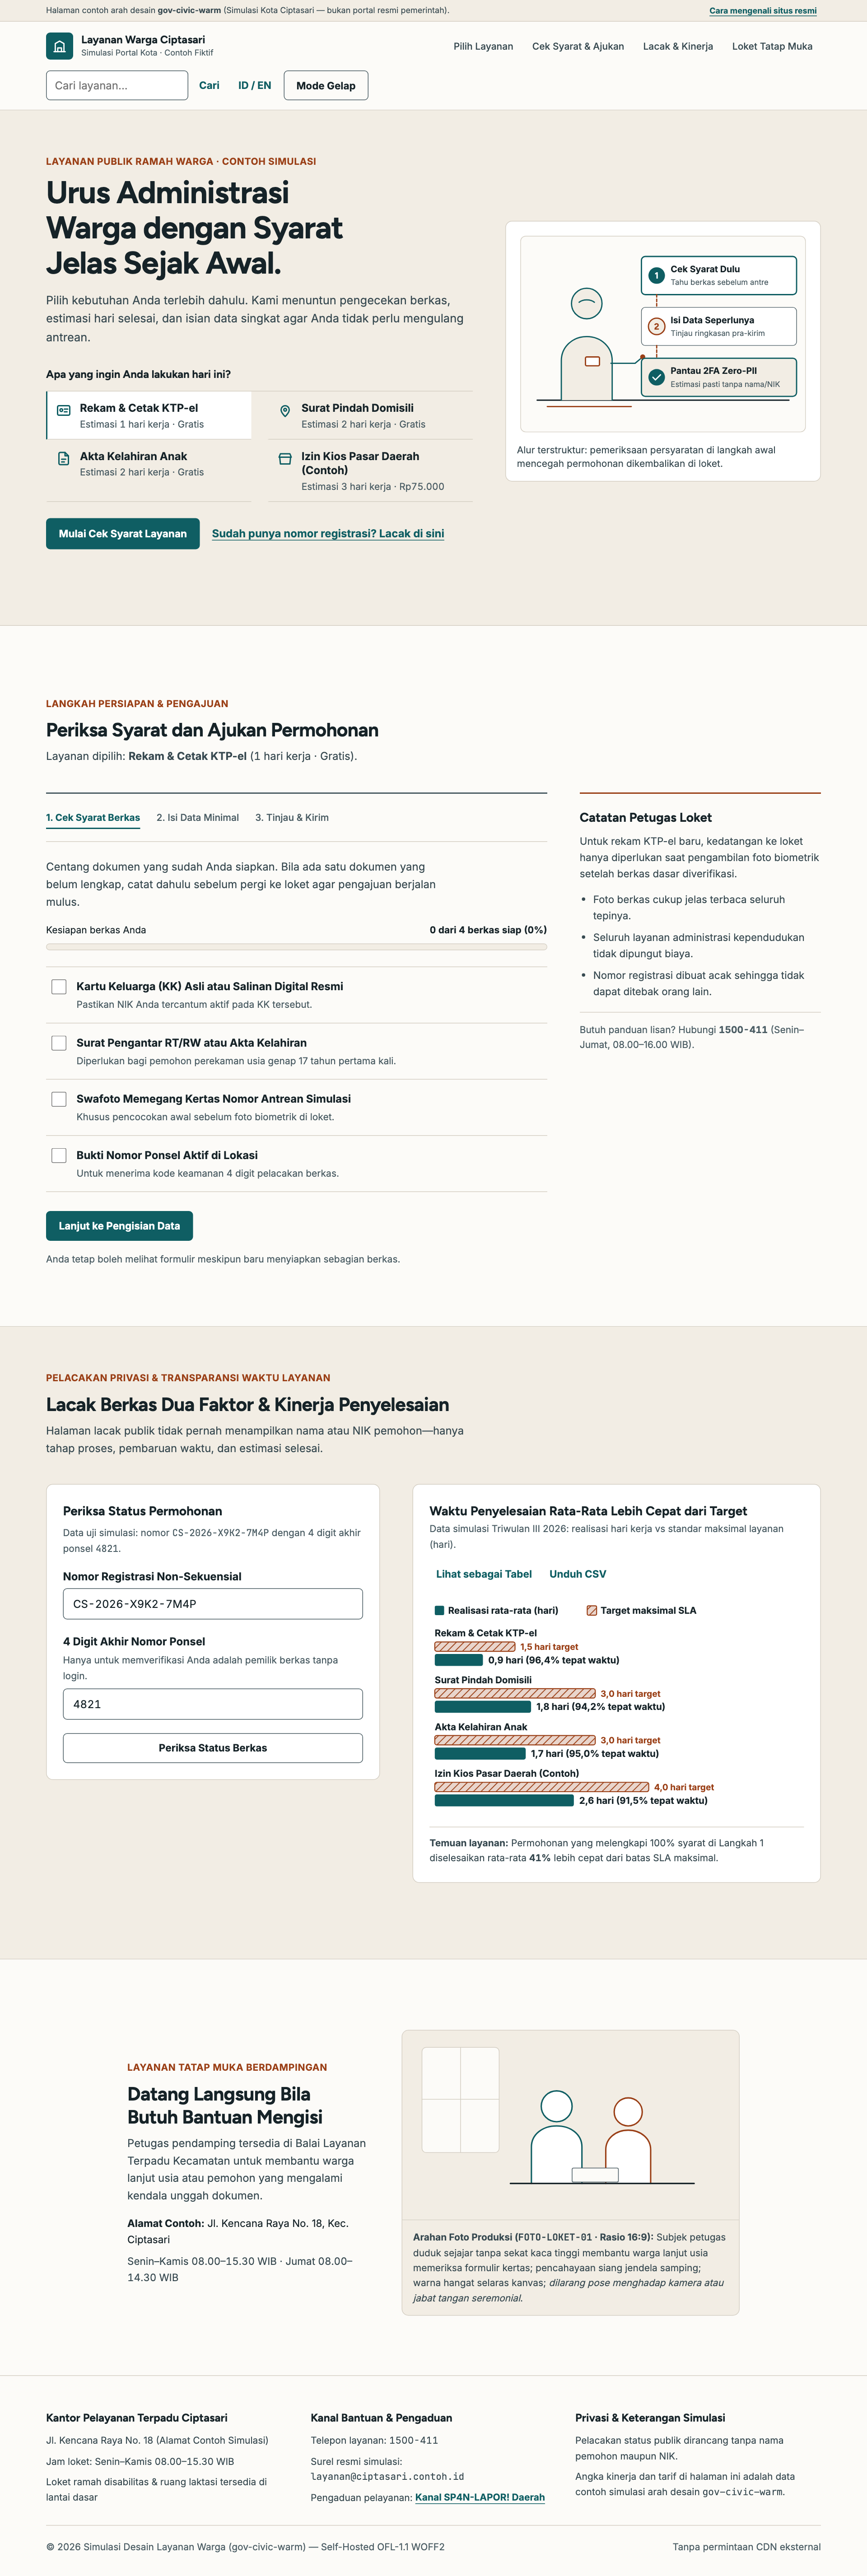 Halaman contoh arah desain gov-civic-warm (Simulasi Kota Ciptasari — bukan portal resmi pemerintah).
Cara mengenali situs resmi
Layanan Warga Ciptasari
Simulasi Portal Kota · Contoh Fiktif
Pilih Layanan
Cek Syarat & Ajukan
Lacak & Kinerja
Loket Tatap Muka
Cari layanan...
Cari
ID / EN
Mode Gelap
LAYANAN PUBLIK RAMAH WARGA · CONTOH SIMULASI
Urus Administrasi
Warga dengan Syarat
Jelas Sejak Awal.
Pilih kebutuhan Anda terlebih dahulu. Kami menuntun pengecekan berkas,
estimasi hari selesai, dan isian data singkat agar Anda tidak perlu mengulang
antrean.
Apa yang ingin Anda lakukan hari ini?
Rekam & Cetak KTP-el
Estimasi 1 hari kerja · Gratis
Surat Pindah Domisili
Estimasi 2 hari kerja · Gratis
Akta Kelahiran Anak
Estimasi 2 hari kerja · Gratis
Izin Kios Pasar Daerah
(Contoh)
Estimasi 3 hari kerja · Rp75.000
Mulai Cek Syarat Layanan
Sudah punya nomor registrasi? Lacak di sini
1
Cek Syarat Dulu
Tahu berkas sebelum antre
2
Isi Data Seperlunya
Tinjau ringkasan pra-kirim
Pantau 2FA Zero-PII
Estimasi pasti tanpa nama/NIK
Alur terstruktur: pemeriksaan persyaratan di langkah awal
mencegah permohonan dikembalikan di loket.
LANGKAH PERSIAPAN & PENGAJUAN
Periksa Syarat dan Ajukan Permohonan
Layanan dipilih: Rekam & Cetak KTP-el (1 hari kerja · Gratis).
1. Cek Syarat Berkas
2. Isi Data Minimal
3. Tinjau & Kirim
Centang dokumen yang sudah Anda siapkan. Bila ada satu dokumen yang
belum lengkap, catat dahulu sebelum pergi ke loket agar pengajuan berjalan
mulus.
Kesiapan berkas Anda
0 dari 4 berkas siap (0%)
Kartu Keluarga (KK) Asli atau Salinan Digital Resmi
Pastikan NIK Anda tercantum aktif pada KK tersebut.
Surat Pengantar RT/RW atau Akta Kelahiran
Diperlukan bagi pemohon perekaman usia genap 17 tahun pertama kali.
Swafoto Memegang Kertas Nomor Antrean Simulasi
Khusus pencocokan awal sebelum foto biometrik di loket.
Bukti Nomor Ponsel Aktif di Lokasi
Untuk menerima kode keamanan 4 digit pelacakan berkas.
Lanjut ke Pengisian Data
Anda tetap boleh melihat formulir meskipun baru menyiapkan sebagian berkas.
Catatan Petugas Loket
Untuk rekam KTP-el baru, kedatangan ke loket
hanya diperlukan saat pengambilan foto biometrik
setelah berkas dasar diverifikasi.
• Foto berkas cukup jelas terbaca seluruh
tepinya.
• Seluruh layanan administrasi kependudukan
tidak dipungut biaya.
• Nomor registrasi dibuat acak sehingga tidak
dapat ditebak orang lain.
Butuh panduan lisan? Hubungi 1500-411 (Senin–
Jumat, 08.00–16.00 WIB).
PELACAKAN PRIVASI & TRANSPARANSI WAKTU LAYANAN
Lacak Berkas Dua Faktor & Kinerja Penyelesaian
Halaman lacak publik tidak pernah menampilkan nama atau NIK pemohon—hanya
tahap proses, pembaruan waktu, dan estimasi selesai.
Periksa Status Permohonan
Data uji simulasi: nomor CS-2026-X9K2-7M4P dengan 4 digit akhir
ponsel 4821.
Nomor Registrasi Non-Sekuensial
CS-2026-X9K2-7M4P
4 Digit Akhir Nomor Ponsel
Hanya untuk memverifikasi Anda adalah pemilik berkas tanpa
login.
4821
Periksa Status Berkas
Waktu Penyelesaian Rata-Rata Lebih Cepat dari Target
Data simulasi Triwulan III 2026: realisasi hari kerja vs standar maksimal layanan
(hari).
Lihat sebagai Tabel
Unduh CSV
Realisasi rata-rata (hari)
Target maksimal SLA
Rekam & Cetak KTP-el
1,5 hari target
0,9 hari (96,4% tepat waktu)
Surat Pindah Domisili
3,0 hari target
1,8 hari (94,2% tepat waktu)
Akta Kelahiran Anak
3,0 hari target
1,7 hari (95,0% tepat waktu)
Izin Kios Pasar Daerah (Contoh)
4,0 hari target
2,6 hari (91,5% tepat waktu)
Temuan layanan: Permohonan yang melengkapi 100% syarat di Langkah 1
diselesaikan rata-rata 41% lebih cepat dari batas SLA maksimal.
LAYANAN TATAP MUKA BERDAMPINGAN
Datang Langsung Bila
Butuh Bantuan Mengisi
Petugas pendamping tersedia di Balai Layanan
Terpadu Kecamatan untuk membantu warga
lanjut usia atau pemohon yang mengalami
kendala unggah dokumen.
Alamat Contoh: Jl. Kencana Raya No. 18, Kec.
Ciptasari
Senin–Kamis 08.00–15.30 WIB · Jumat 08.00–
14.30 WIB
Arahan Foto Produksi (FOTO-LOKET-01 · Rasio 16:9): Subjek petugas
duduk sejajar tanpa sekat kaca tinggi membantu warga lanjut usia
memeriksa formulir kertas; pencahayaan siang jendela samping;
warna hangat selaras kanvas; dilarang pose menghadap kamera atau
jabat tangan seremonial.
Kantor Pelayanan Terpadu Ciptasari
Jl. Kencana Raya No. 18 (Alamat Contoh Simulasi)
Jam loket: Senin–Kamis 08.00–15.30 WIB
Loket ramah disabilitas & ruang laktasi tersedia di
lantai dasar
Kanal Bantuan & Pengaduan
Telepon layanan: 1500-411
Surel resmi simulasi:
layanan@ciptasari.contoh.id
Pengaduan pelayanan: Kanal SP4N-LAPOR! Daerah
Privasi & Keterangan Simulasi
Pelacakan status publik dirancang tanpa nama
pemohon maupun NIK.
Angka kinerja dan tarif di halaman ini adalah data
contoh simulasi arah desain gov-civic-warm.
© 2026 Simulasi Desain Layanan Warga (gov-civic-warm) — Self-Hosted OFL-1.1 WOFF2
Tanpa permintaan CDN eksternal